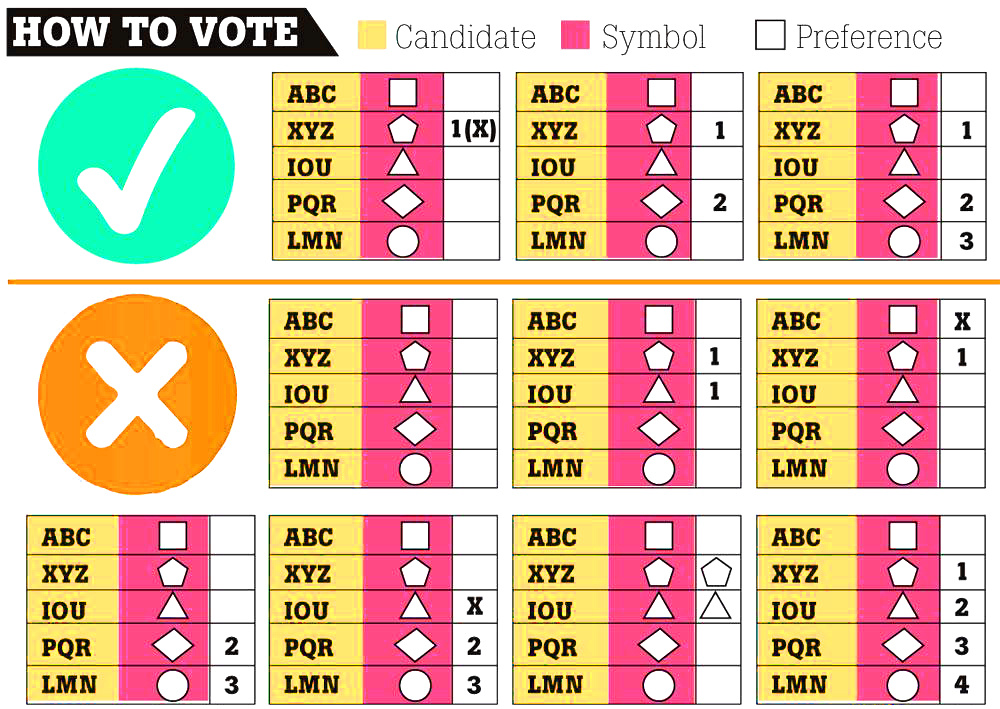 HOW TO VOTE
Candidate
Symbol
Preference
ABC
XYZ 1(X)
IOU
PQR
LMN
ABC
XYZ 1
IOU
PQR 2
LMN
ABC
XYZ 1
IOU
PQR 2
LMN 3
ABC
XYZ
IOU
PQR
LMN
ABC
XYZ 1
IOU 1
PQR
LMN
ABC X
XYZ 1
IOU
PQR
LMN
ABC
XYZ
IOU
PQR 2
LMN 3
ABC
XYZ
IOU X
PQR 2
LMN 3
ABC
XYZ
IOU
PQR
LMN
ABC
XYZ 1
IOU 2
PQR 3
LMN 4